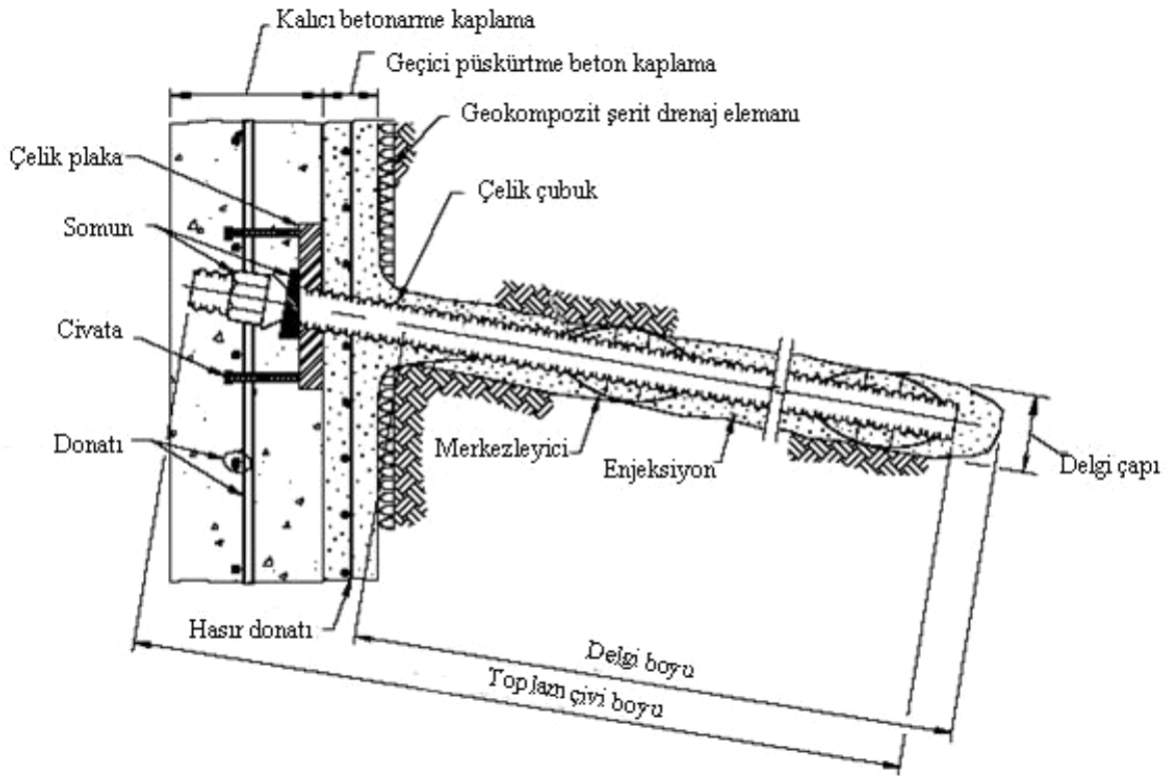 Kalıcı betonarme kaplama
Geçici püskürtme beton kaplama
Geokompozit şerit drenaj elemanı
Çelik plaka
Çelik çubuk
Somun
Civata
Donatı
Merkezleyici
Enjeksiyon
Delgi çapı
Hasır donatı
Delgi boyu
Toplam çivi boyu